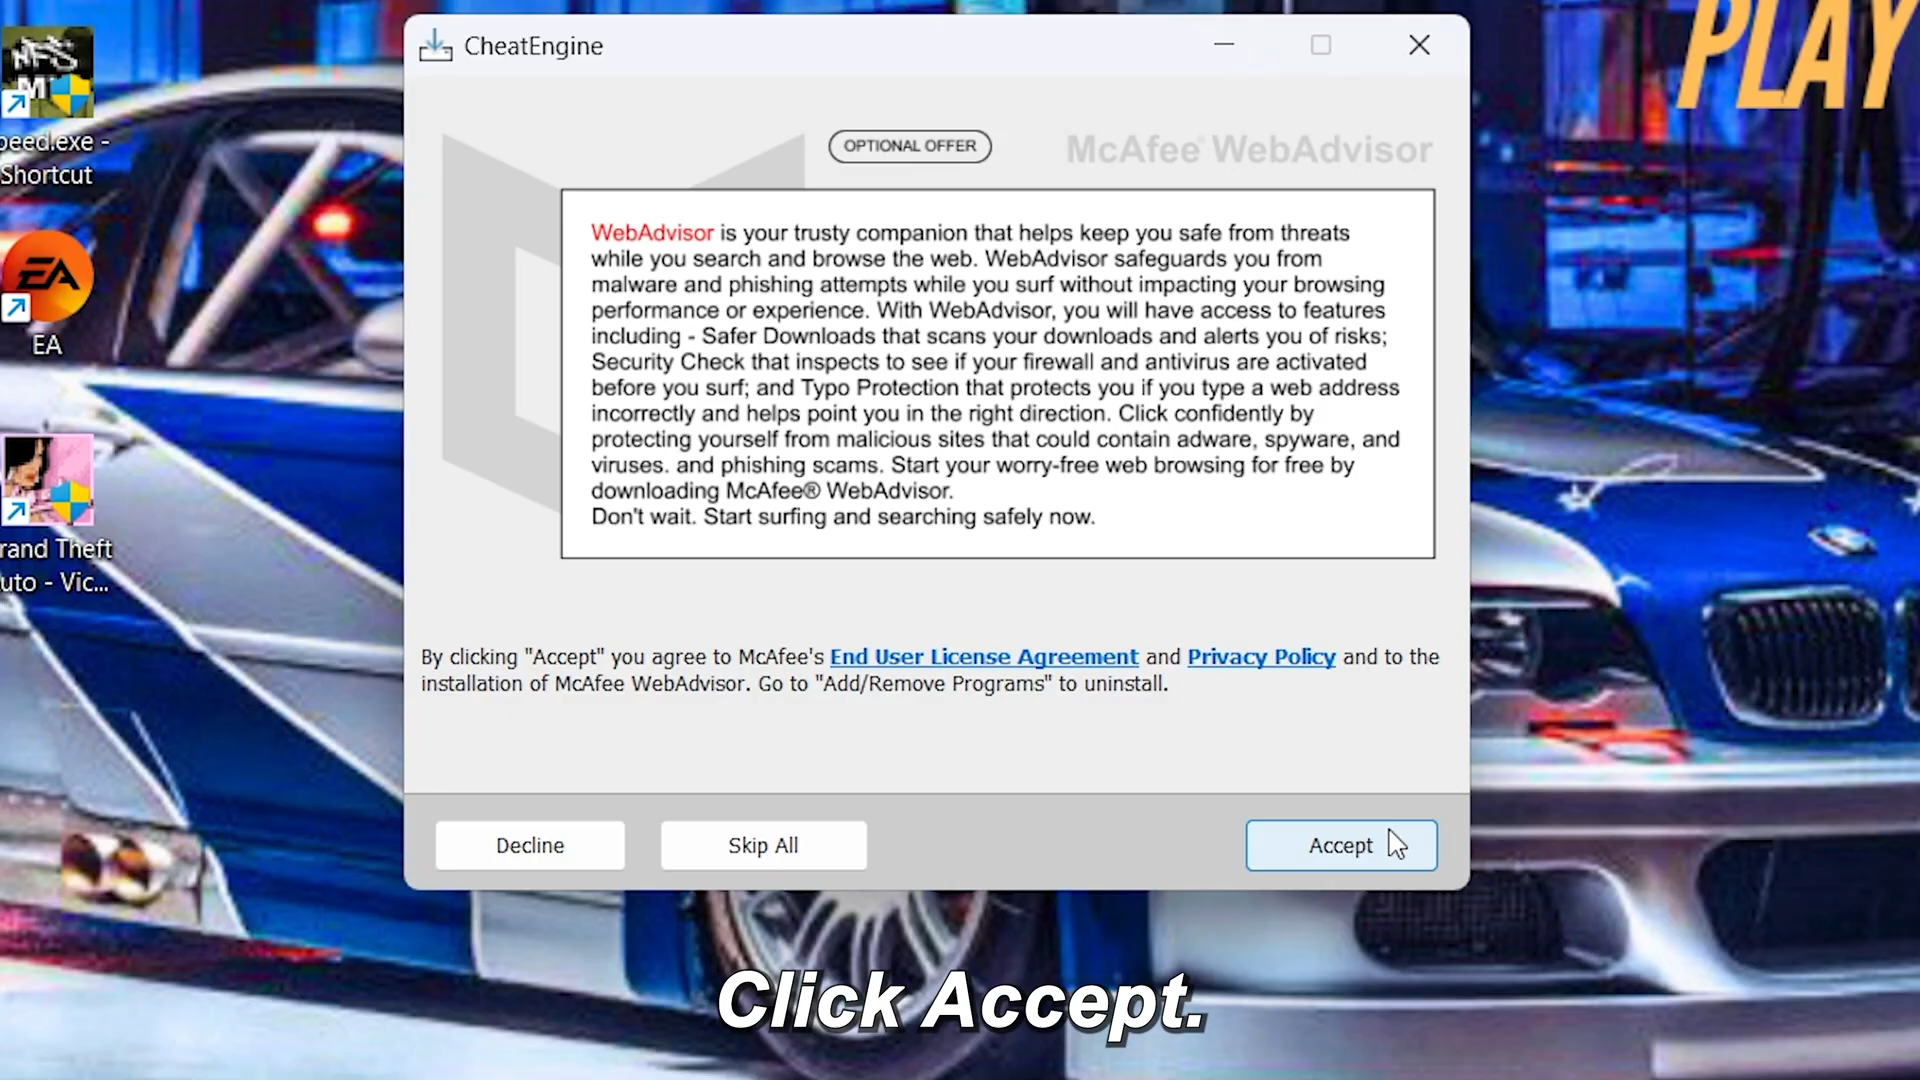 PLAY
CheatEngine
NFS
M
peed.exe -
Shortcut
EA
EA
rand Theft
uto - Vic...
OPTIONAL OFFER
McAfee® WebAdvisor
WebAdvisor is your trusty companion that helps keep you safe from threats
while you search and browse the web. WebAdvisor safeguards you from
malware and phishing attempts while you surf without impacting your browsing
performance or experience. With WebAdvisor, you will have access to features
including - Safer Downloads that scans your downloads and alerts you of risks;
Security Check that inspects to see if your firewall and antivirus are activated
before you surf; and Typo Protection that protects you if you type a web address
incorrectly and helps point you in the right direction. Click confidently by
protecting yourself from malicious sites that could contain adware, spyware, and
viruses. and phishing scams. Start your worry-free web browsing for free by
downloading McAfee® WebAdvisor.
Don't wait. Start surfing and searching safely now.
By clicking "Accept" you agree to McAfee's End User License Agreement and Privacy Policy and to the
installation of McAfee WebAdvisor. Go to "Add/Remove Programs" to uninstall.
Decline
Skip All
Accept
Click Accept.